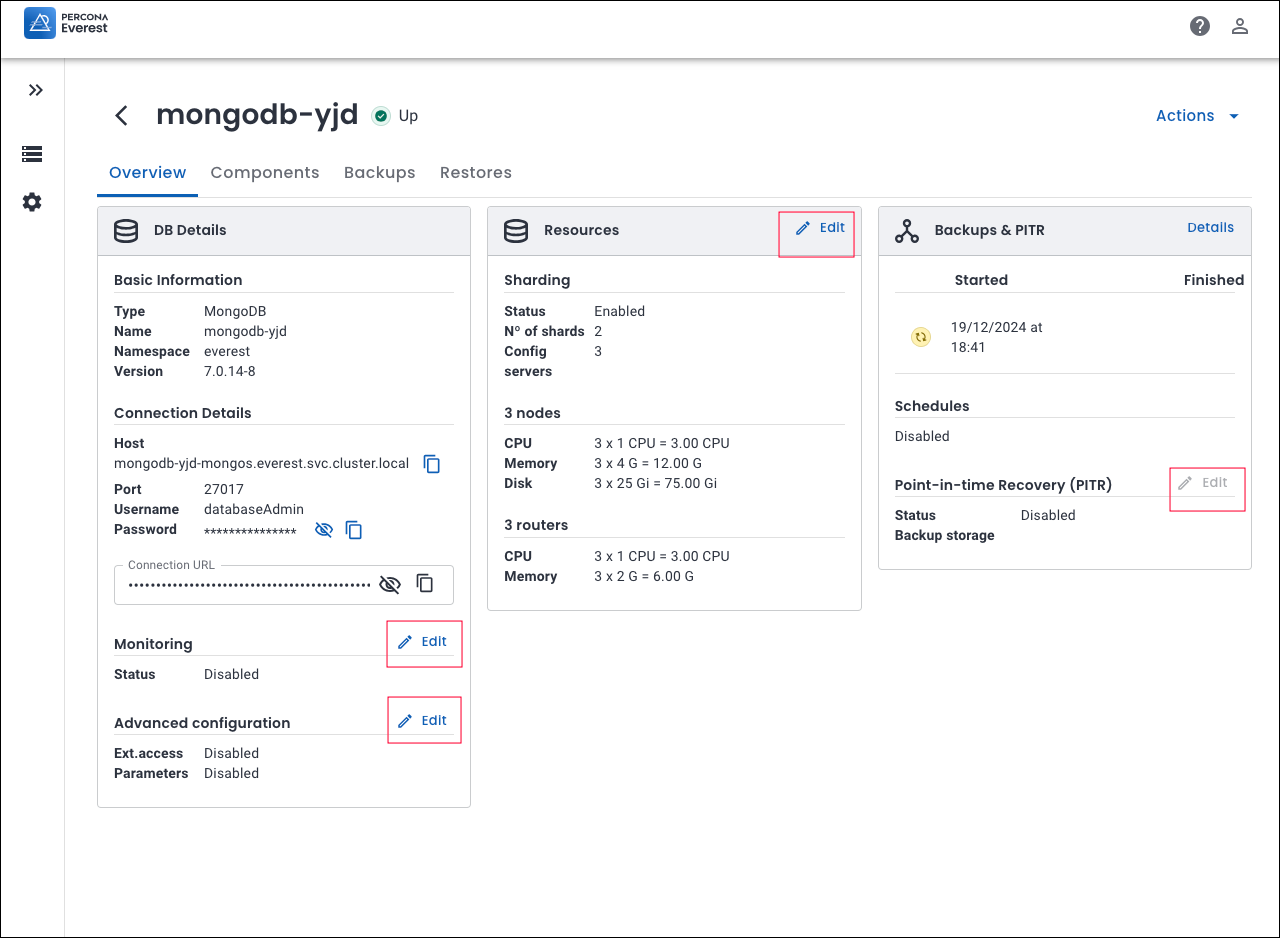 PERCONA
Everest
mongodb-yjd
Up
Actions
Overview
Components
Backups
Restores
DB Details
Basic Information
Type MongoDB
Name mongodb-yjd
Namespace everest
Version 7.0.14-8
Connection Details
Host
mongodb-yjd-mongos.everest.svc.cluster.local
Port 27017
Username databaseAdmin
Password ***************
Connection URL
••••••••••••••••••••••••••••••••••••••••••••
Monitoring
Edit
Status Disabled
Advanced configuration
Edit
Ext.access Disabled
Parameters Disabled
Resources
Edit
Sharding
Status Enabled
Nº of shards 2
Config 3
servers
3 nodes
CPU 3 x 1 CPU = 3.00 CPU
Memory 3 x 4 G = 12.00 G
Disk 3 x 25 Gi = 75.00 Gi
3 routers
CPU 3 x 1 CPU = 3.00 CPU
Memory 3 x 2 G = 6.00 G
Backups & PITR
Details
Started Finished
19/12/2024 at
18:41
Schedules
Disabled
Point-in-time Recovery (PITR)
Edit
Status Disabled
Backup storage